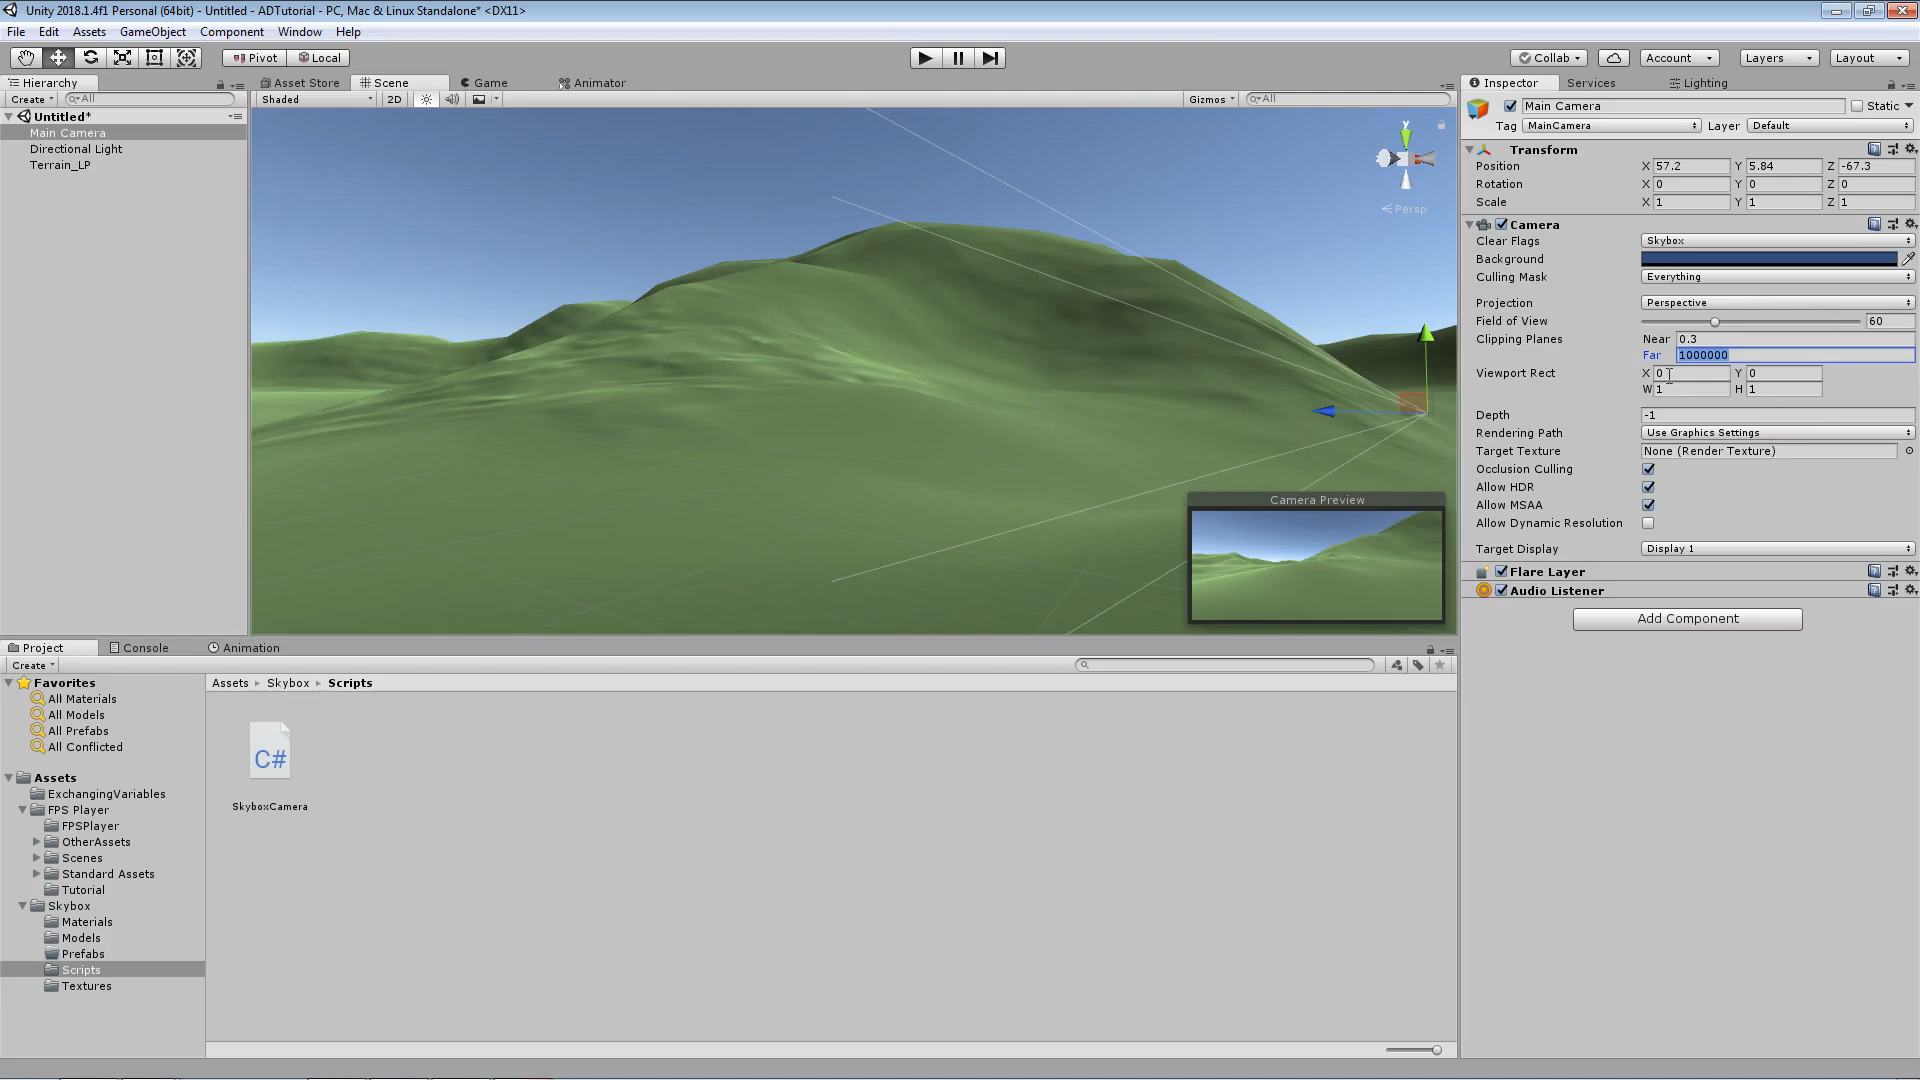 Unity 2018.1.4f1 Personal (64bit) - Untitled - ADTutorial - PC, Mac & Linux Standalone* <DX11>
File Edit Assets GameObject Component Window Help
Pivot Local Collab Account Layers Layout
Hierarchy Asset Store Scene Game Animator Inspector Services Lighting
Create All Shaded 2D Gizmos All
Untitled*
Main Camera
Directional Light
Terrain_LP
y
Persp
Camera Preview
Main Camera Static
Tag MainCamera Layer Default
Transform
Position X 57.2 Y 5.84 Z -67.3
Rotation X 0 Y 0 Z 0
Scale X 1 Y 1 Z 1
Camera
Clear Flags Skybox
Background
Culling Mask Everything
Projection Perspective
Field of View 60
Clipping Planes Near 0.3
Far 1000000
Viewport Rect X 0 Y 0
W 1 H 1
Depth -1
Rendering Path Use Graphics Settings
Target Texture None (Render Texture)
Occlusion Culling
Allow HDR
Allow MSAA
Allow Dynamic Resolution
Target Display Display 1
Flare Layer
Audio Listener
Add Component
Project Console Animation
Create
Favorites
All Materials
All Models
All Prefabs
All Conflicted
Assets
ExchangingVariables
FPS Player
FPSPlayer
OtherAssets
Scenes
Standard Assets
Tutorial
Skybox
Materials
Models
Prefabs
Scripts
Textures
Assets Skybox Scripts
C#
SkyboxCamera